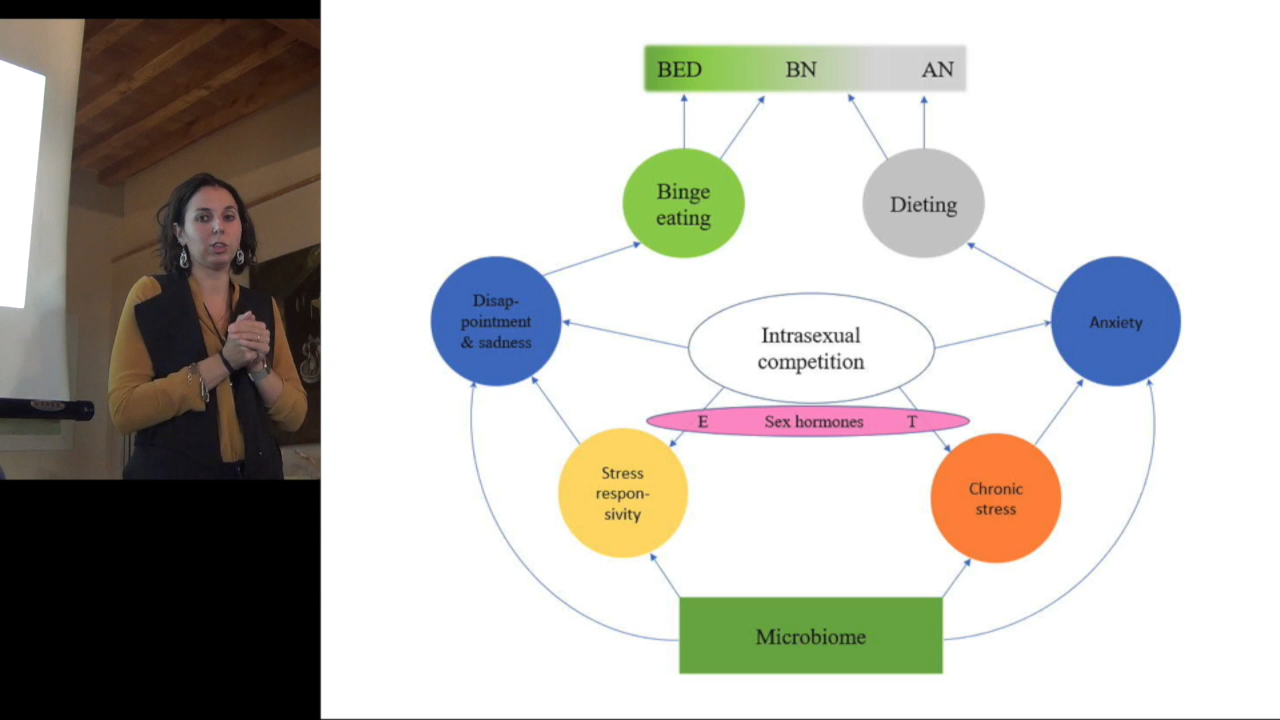 BED BN AN
Binge
eating
Dieting
Disap-
pointment
& sadness
Intrasexual
competition
Anxiety
E Sex hormones T
Stress
respon-
sivity
Chronic
stress
Microbiome